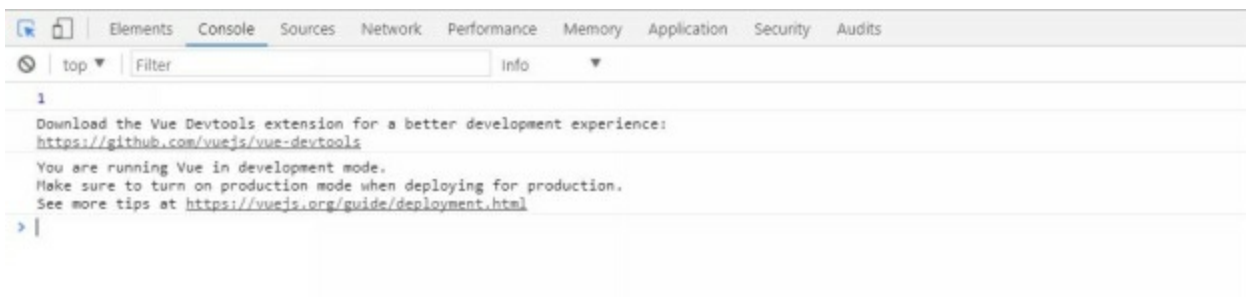 Elements Console Sources Network Performance Memory Application Security Audits
top Filter Info
1
Download the Vue Devtools extension for a better development experience:
https://github.com/vuejs/vue-devtools
You are running Vue in development mode.
Make sure to turn on production mode when deploying for production.
See more tips at https://vuejs.org/guide/deployment.html